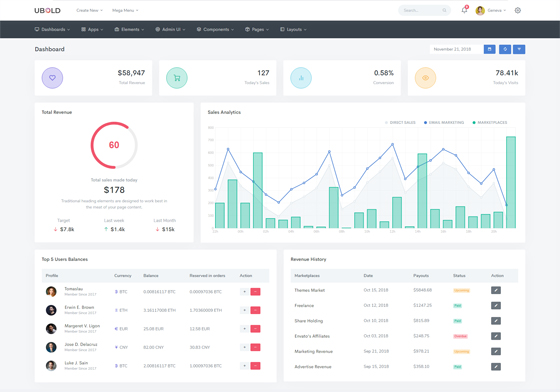 UBOLD
Create New
Mega Menu
Search...
Geneva
Dashboards
Apps
Elements
Admin UI
Components
Pages
Layouts
Dashboard
November 21, 2018
$58,947
Total Revenue
127
Today's Sales
0.58%
Conversion
78.41k
Today's Visits
Total Revenue
60
Total sales made today
$178
Traditional heading elements are designed to work best in
the meat of your page content.
Target
Last week
Last Month
$7.8k
$1.4k
$15k
Sales Analytics
DIRECT SALES
EMAIL MARKETING
MARKETPLACES
Top 5 Users Balances
Profile Currency Balance Reserved in orders Action
Tomaslau
Member Since 2017
BTC 0.00816117 BTC 0.00097036 BTC
Erwin E. Brown
Member Since 2017
ETH 3.16117008 ETH 1.70360009 ETH
Margeret V. Ligon
Member Since 2017
EUR 25.08 EUR 12.58 EUR
Jose D. Delacruz
Member Since 2017
CNY 82.00 CNY 30.83 CNY
Luke J. Sain
Member Since 2017
BTC 2.00816117 BTC 1.00097036 BTC
Revenue History
Marketplaces Date Payouts Status Action
Themes Market Oct 15, 2018 $5848.68 Upcoming
Freelance Oct 12, 2018 $1247.25 Paid
Share Holding Oct 10, 2018 $815.89 Paid
Envato's Affiliates Oct 03, 2018 $248.75 Overdue
Marketing Revenue Sep 21, 2018 $978.21 Upcoming
Advertise Revenue Sep 15, 2018 $358.10 Paid